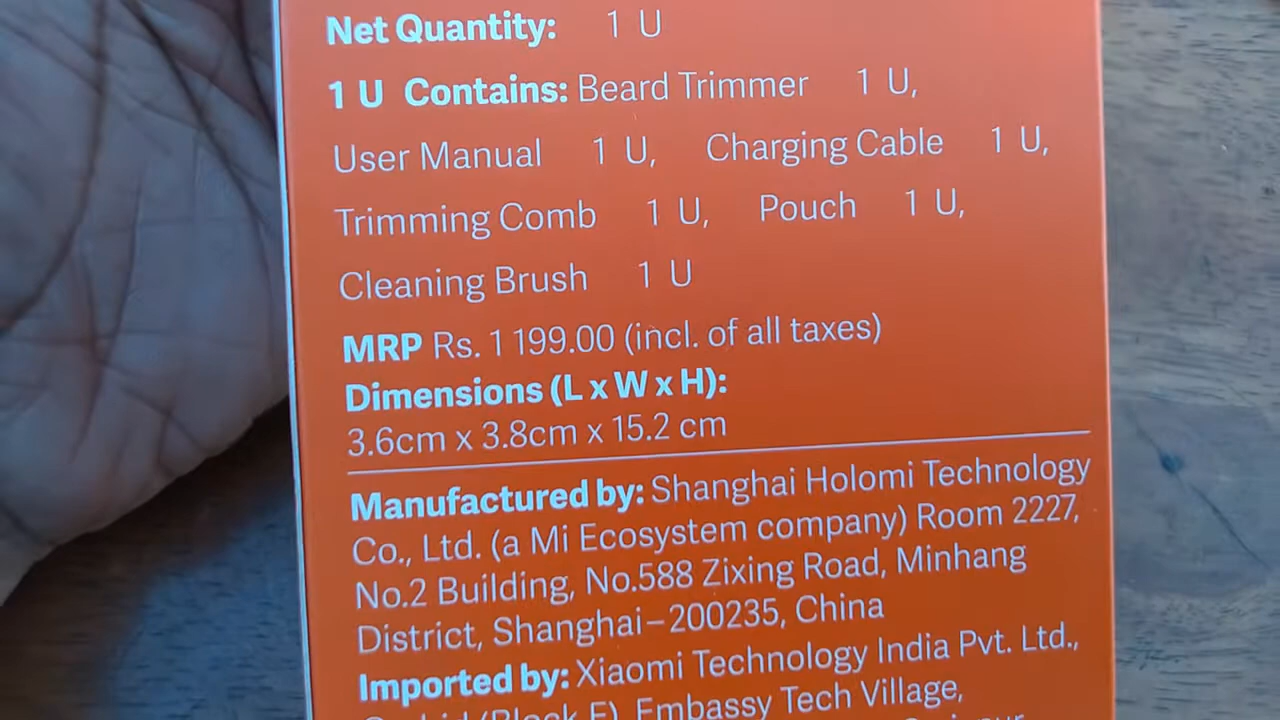 Net Quantity: 1 U
1 U Contains: Beard Trimmer 1 U,
User Manual 1 U, Charging Cable 1 U,
Trimming Comb 1 U, Pouch 1 U,
Cleaning Brush 1 U
MRP Rs. 1199.00 (incl. of all taxes)
Dimensions (L x W x H):
3.6cm x 3.8cm x 15.2 cm
Manufactured by: Shanghai Holomi Technology
Co., Ltd. (a Mi Ecosystem company) Room 2227,
No.2 Building, No.588 Zixing Road, Minhang
District, Shanghai–200235, China
Imported by: Xiaomi Technology India Pvt. Ltd.,
(Block E), Embassy Tech Village,